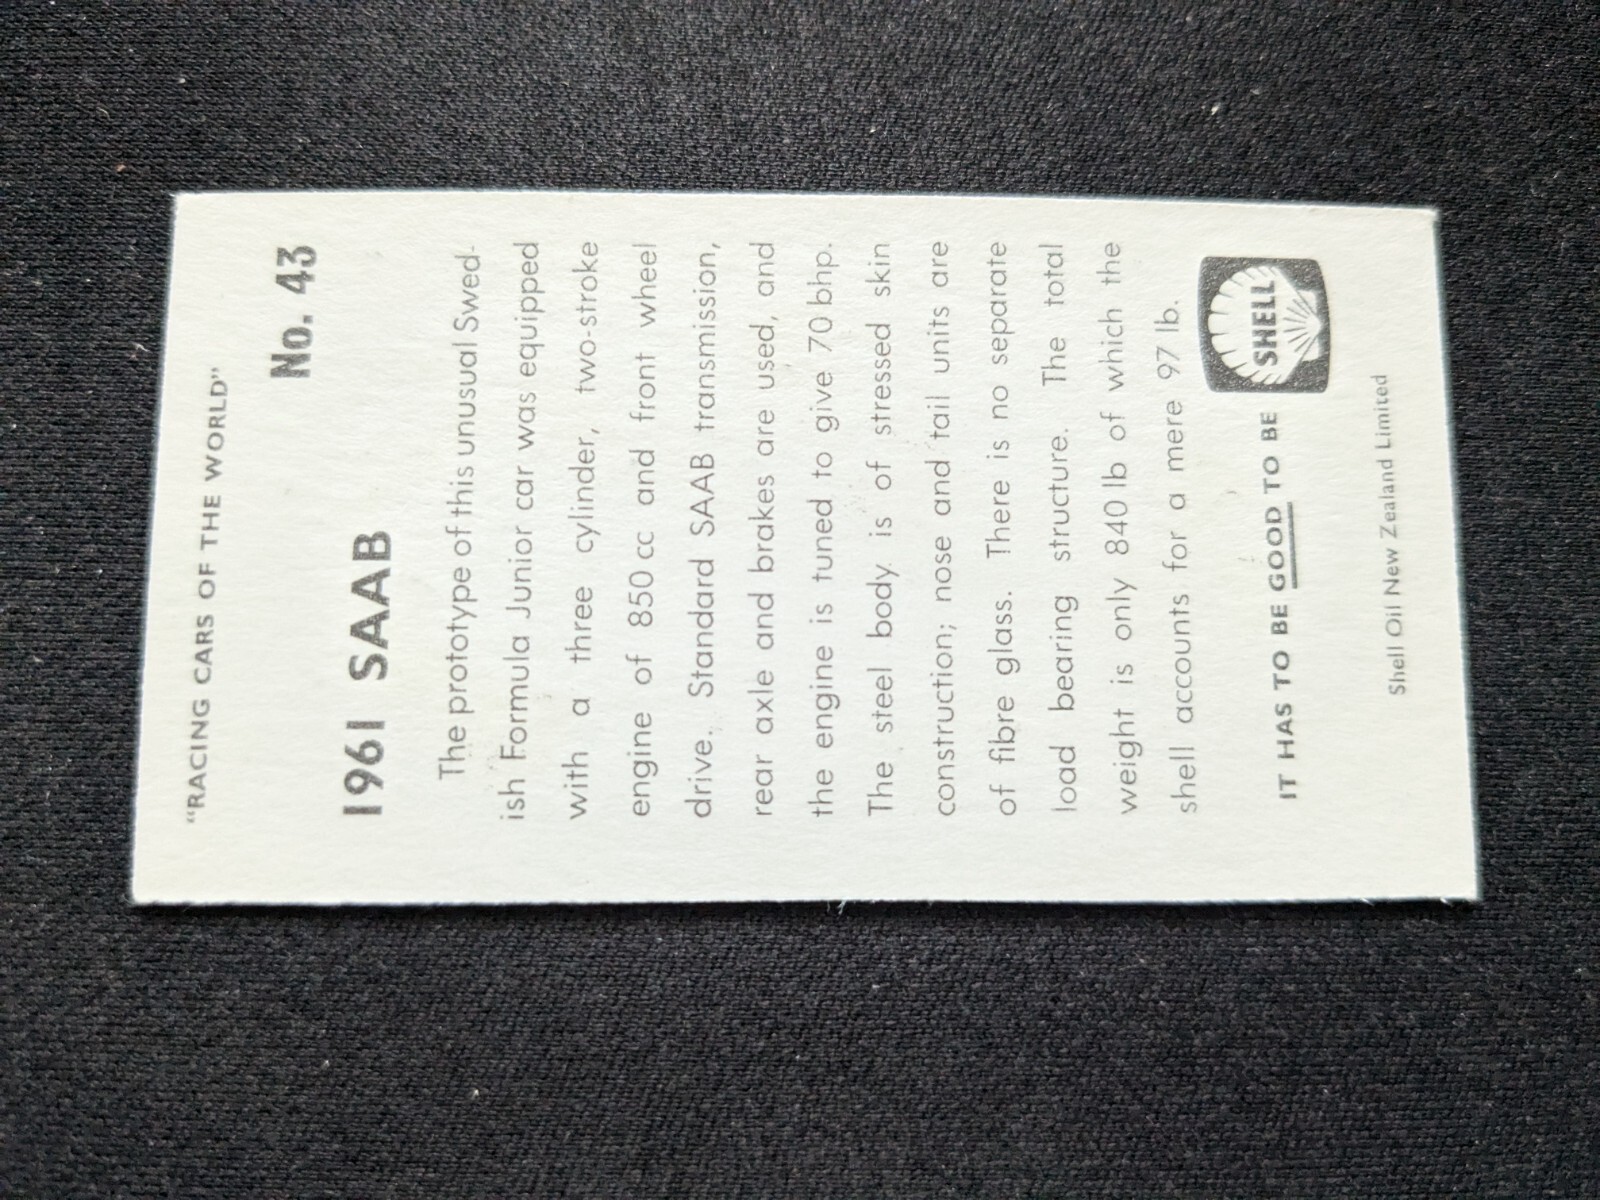 "RACING CARS OF THE WORLD"
No. 43
1961 SAAB
The prototype of this unusual Swed-
ish Formula Junior car was equipped
with a three cylinder, two-stroke
engine of 850 cc and front wheel
drive. Standard SAAB transmission,
rear axle and brakes are used, and
the engine is tuned to give 70 bhp.
The steel body is of stressed skin
construction; nose and tail units are
of fibre glass. There is no separate
load bearing structure. The total
weight is only 840 lb of which the
shell accounts for a mere 97 lb.
IT HAS TO BE GOOD TO BE
SHELL
Shell Oil New Zealand Limited